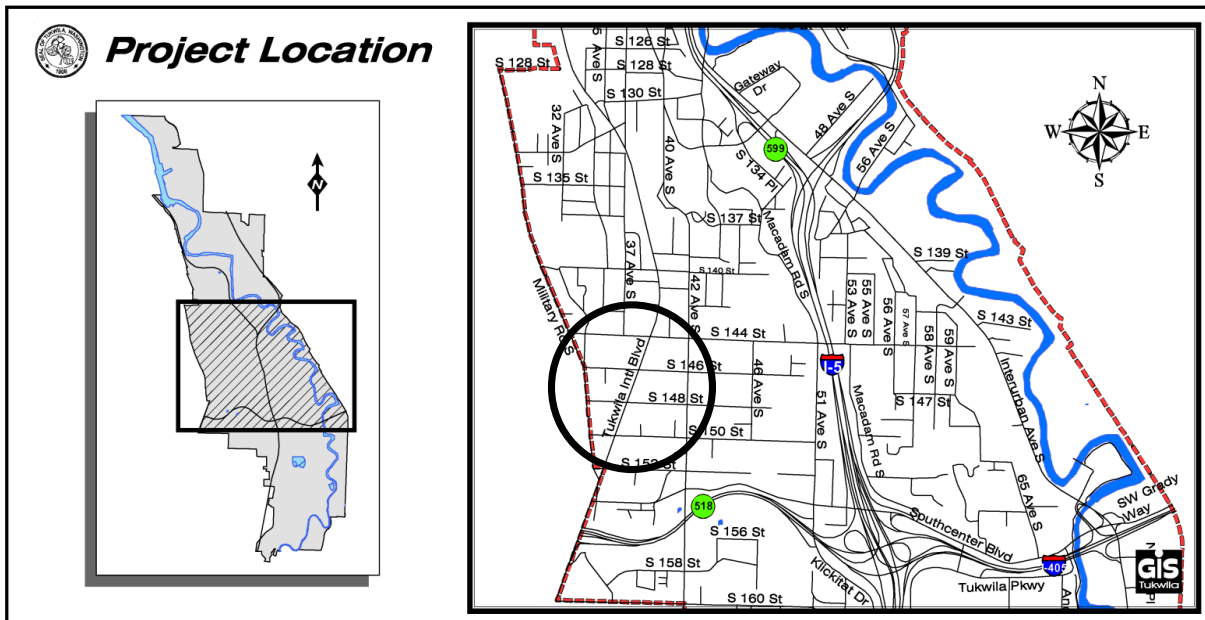 SEAL OF TUKWILA, WASHINGTON
1908
Project Location
N
S 126 St
S 128 St
S 128 St
S 130 St
Gateway
Dr
48 Ave S
56 Ave S
32 Ave S
40 Ave S
599
S 134 Pl
S 135 St
S 137 St
Macadam Rd S
37 Ave S
S 139 St
S 140 St
Military Rd S
42 Ave S
53 Ave S
55 Ave S
56 Ave S
57 Ave S
58 Ave S
59 Ave S
S 143 St
S 144 St
Tukwila Intl Blvd
S 146 St
46 Ave S
I-5
Interurban Ave S
S 147 St
S 148 St
51 Ave S
Macadam Rd S
S 150 St
S 152 St
65 Ave S
SW Grady
Way
518
Southcenter Blvd
S 156 St
S 158 St
Klickitat Dr
I-405
Tukwila Pkwy
S 160 St
N
W
E
S
GIS
Tukwila